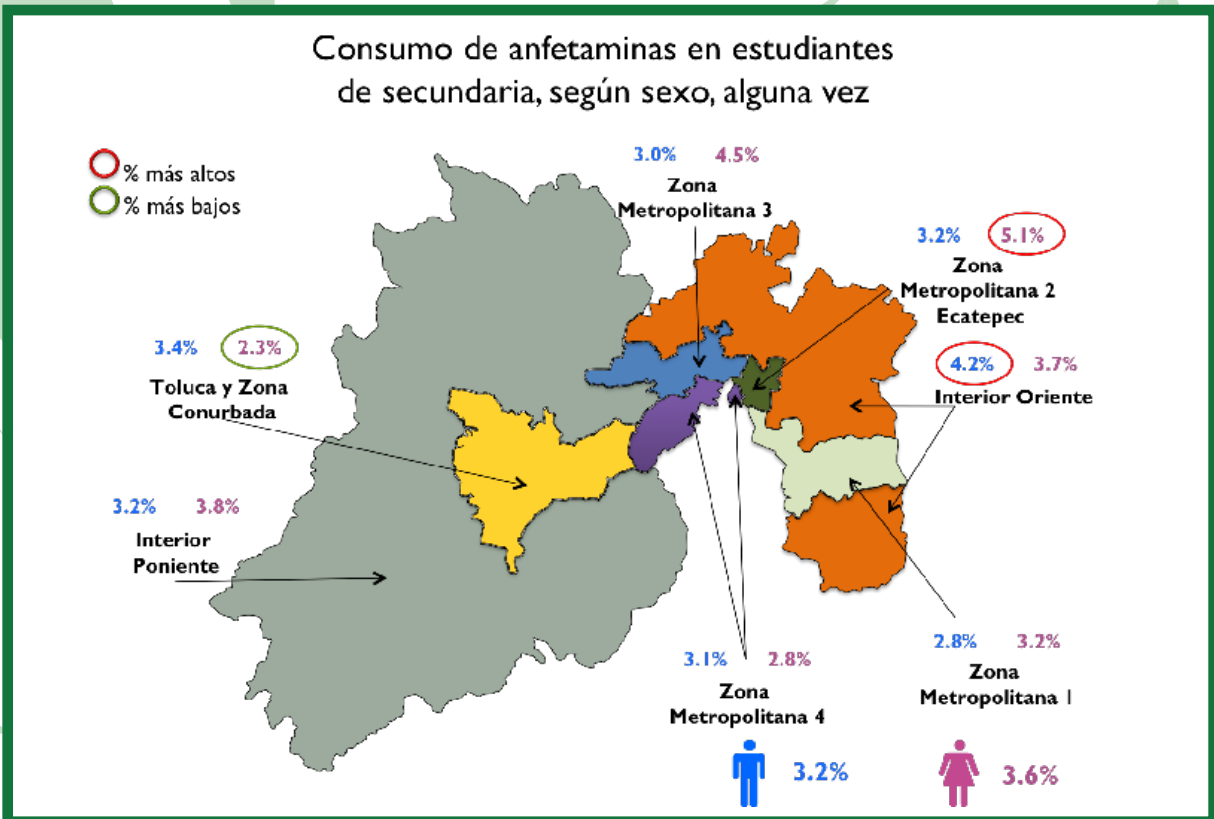 Consumo de anfetaminas en estudiantes
de secundaria, según sexo, alguna vez
% más altos
% más bajos
3.0% 4.5%
Zona
Metropolitana 3
3.2% 5.1%
Zona
Metropolitana 2
Ecatepec
3.4% 2.3%
Toluca y Zona
Conurbada
4.2% 3.7%
Interior Oriente
3.2% 3.8%
Interior
Poniente
3.1% 2.8%
Zona
Metropolitana 4
2.8% 3.2%
Zona
Metropolitana 1
3.2%
3.6%